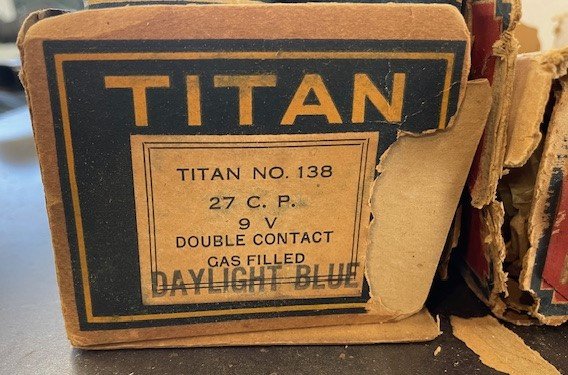 TITAN
TITAN NO. 138
27 C. P.
9 V
DOUBLE CONTACT
GAS FILLED
DAYLIGHT BLUE